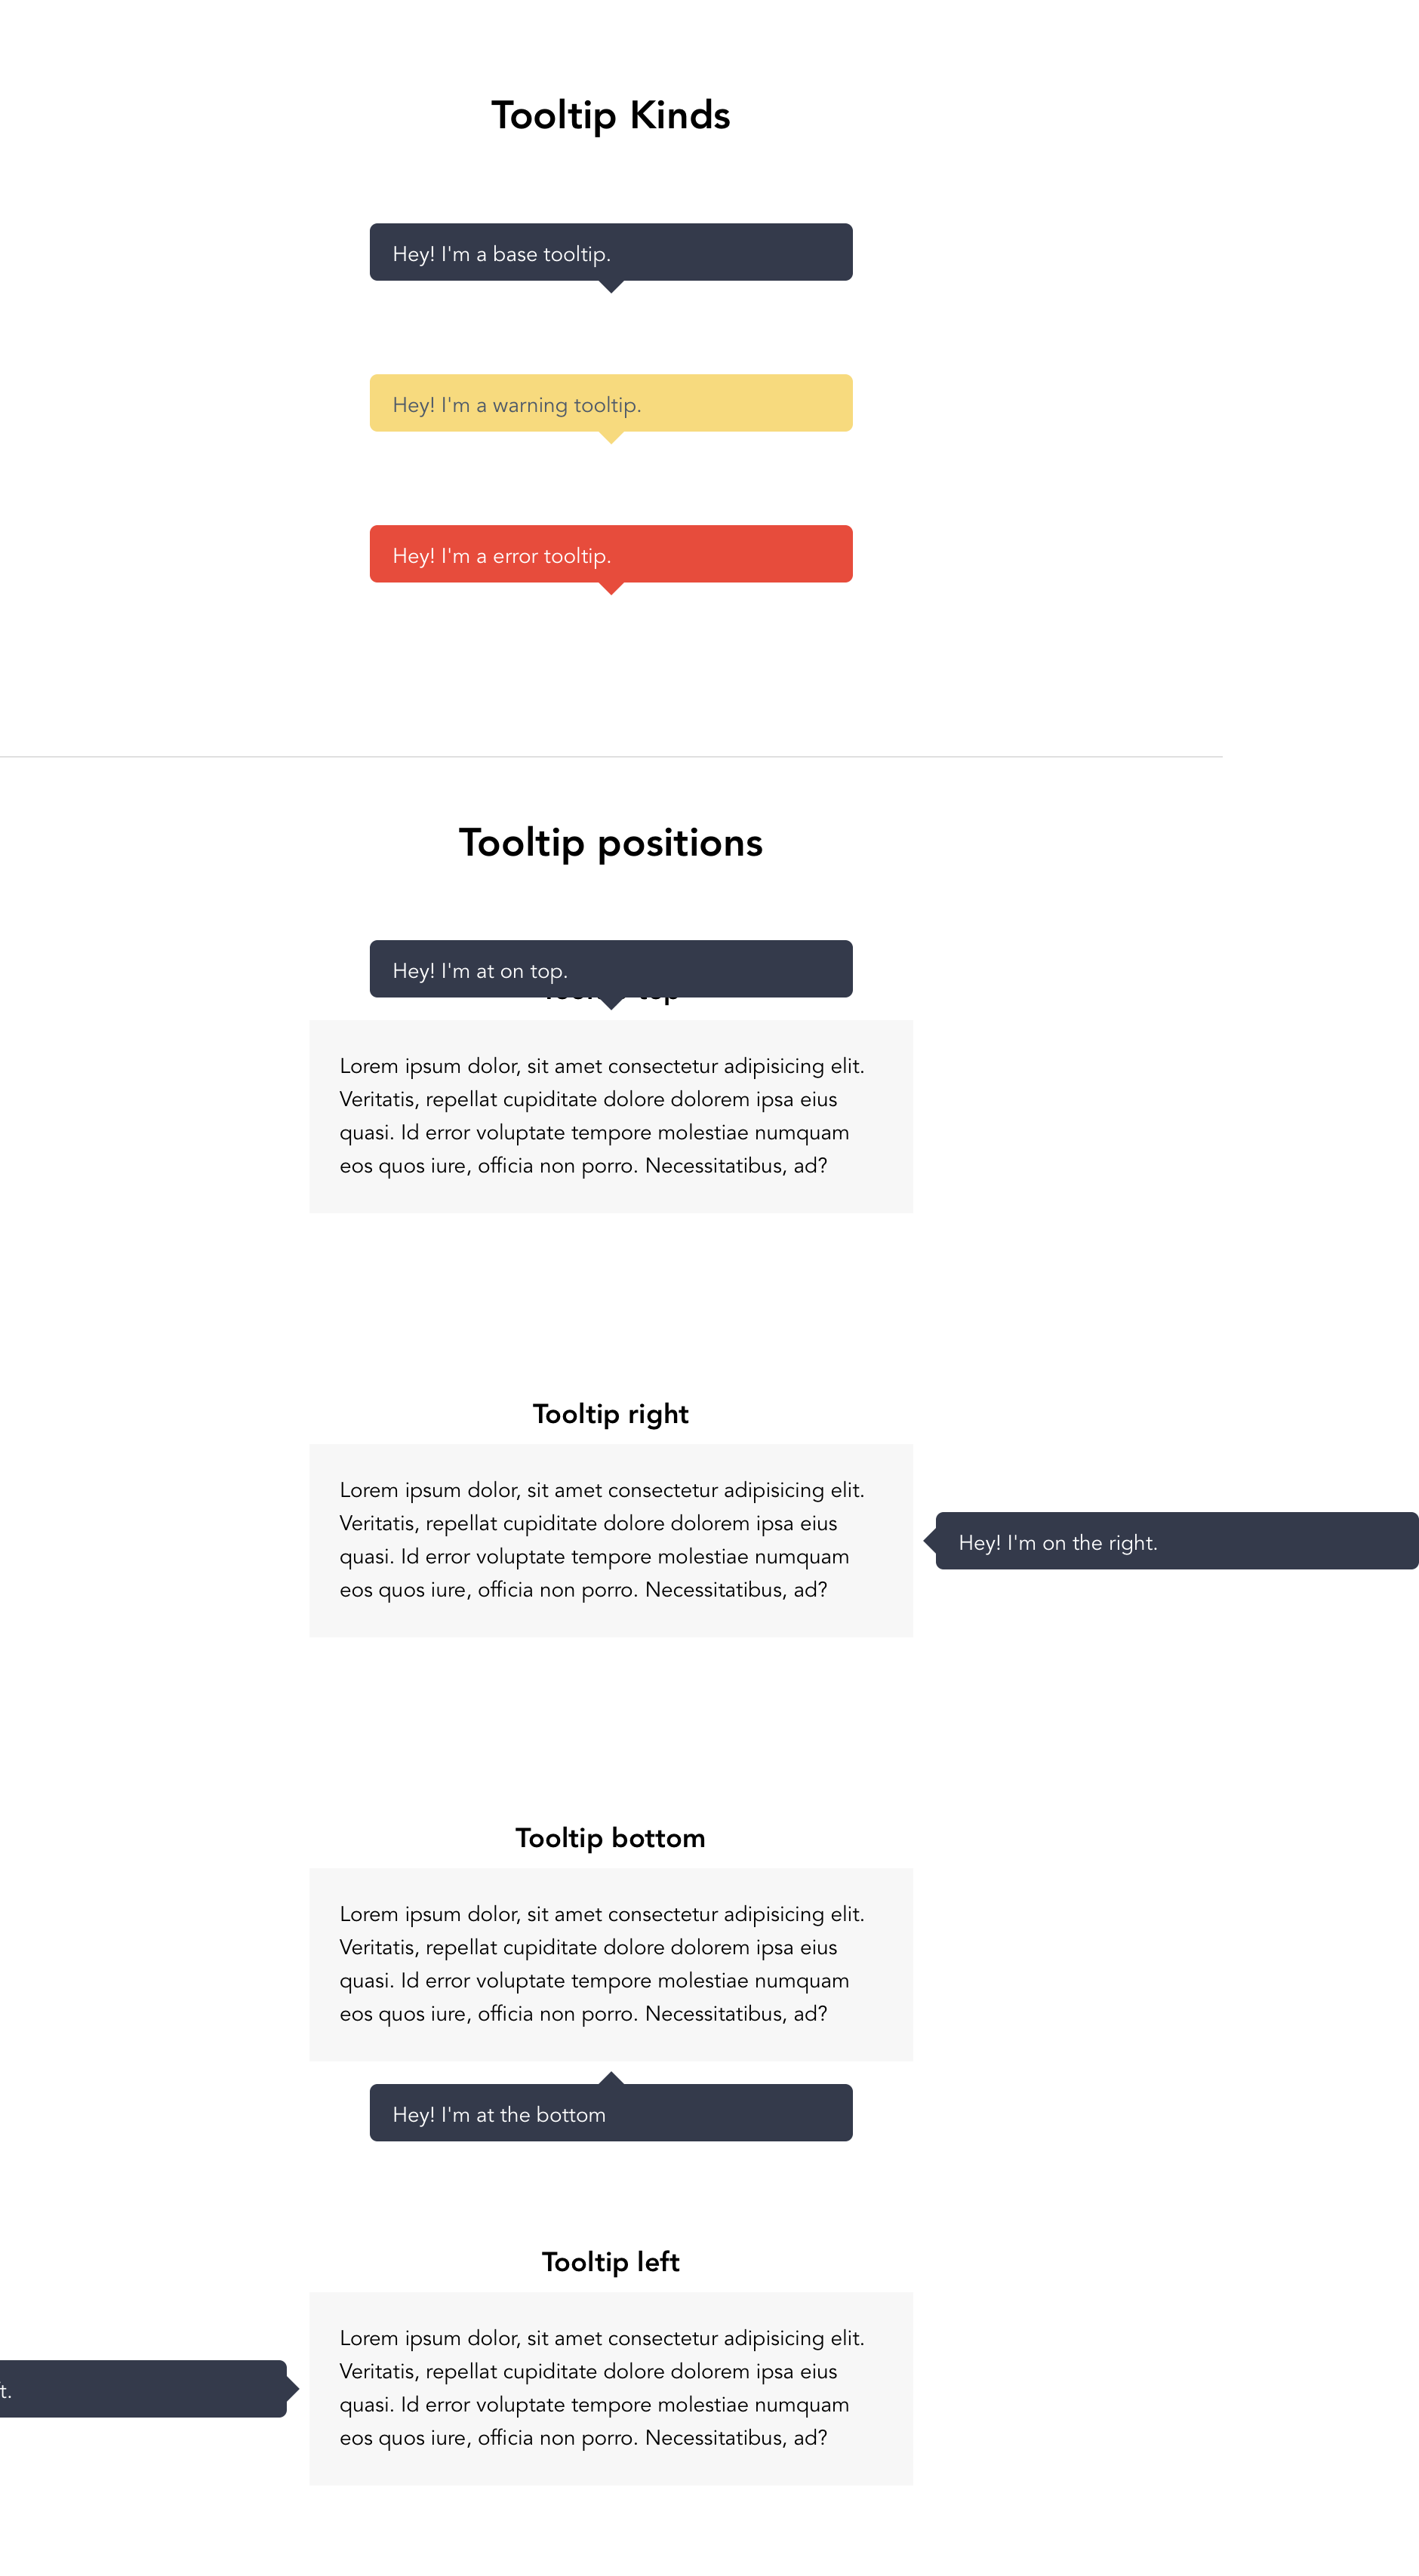 Tooltip Kinds
Hey! I'm a base tooltip.
Hey! I'm a warning tooltip.
Hey! I'm a error tooltip.
Tooltip positions
Hey! I'm at on top.
Lorem ipsum dolor, sit amet consectetur adipisicing elit.
Veritatis, repellat cupiditate dolore dolorem ipsa eius
quasi. Id error voluptate tempore molestiae numquam
eos quos iure, officia non porro. Necessitatibus, ad?
Tooltip right
Lorem ipsum dolor, sit amet consectetur adipisicing elit.
Veritatis, repellat cupiditate dolore dolorem ipsa eius
quasi. Id error voluptate tempore molestiae numquam
eos quos iure, officia non porro. Necessitatibus, ad?
Hey! I'm on the right.
Tooltip bottom
Lorem ipsum dolor, sit amet consectetur adipisicing elit.
Veritatis, repellat cupiditate dolore dolorem ipsa eius
quasi. Id error voluptate tempore molestiae numquam
eos quos iure, officia non porro. Necessitatibus, ad?
Hey! I'm at the bottom
Tooltip left
Lorem ipsum dolor, sit amet consectetur adipisicing elit.
Veritatis, repellat cupiditate dolore dolorem ipsa eius
quasi. Id error voluptate tempore molestiae numquam
eos quos iure, officia non porro. Necessitatibus, ad?